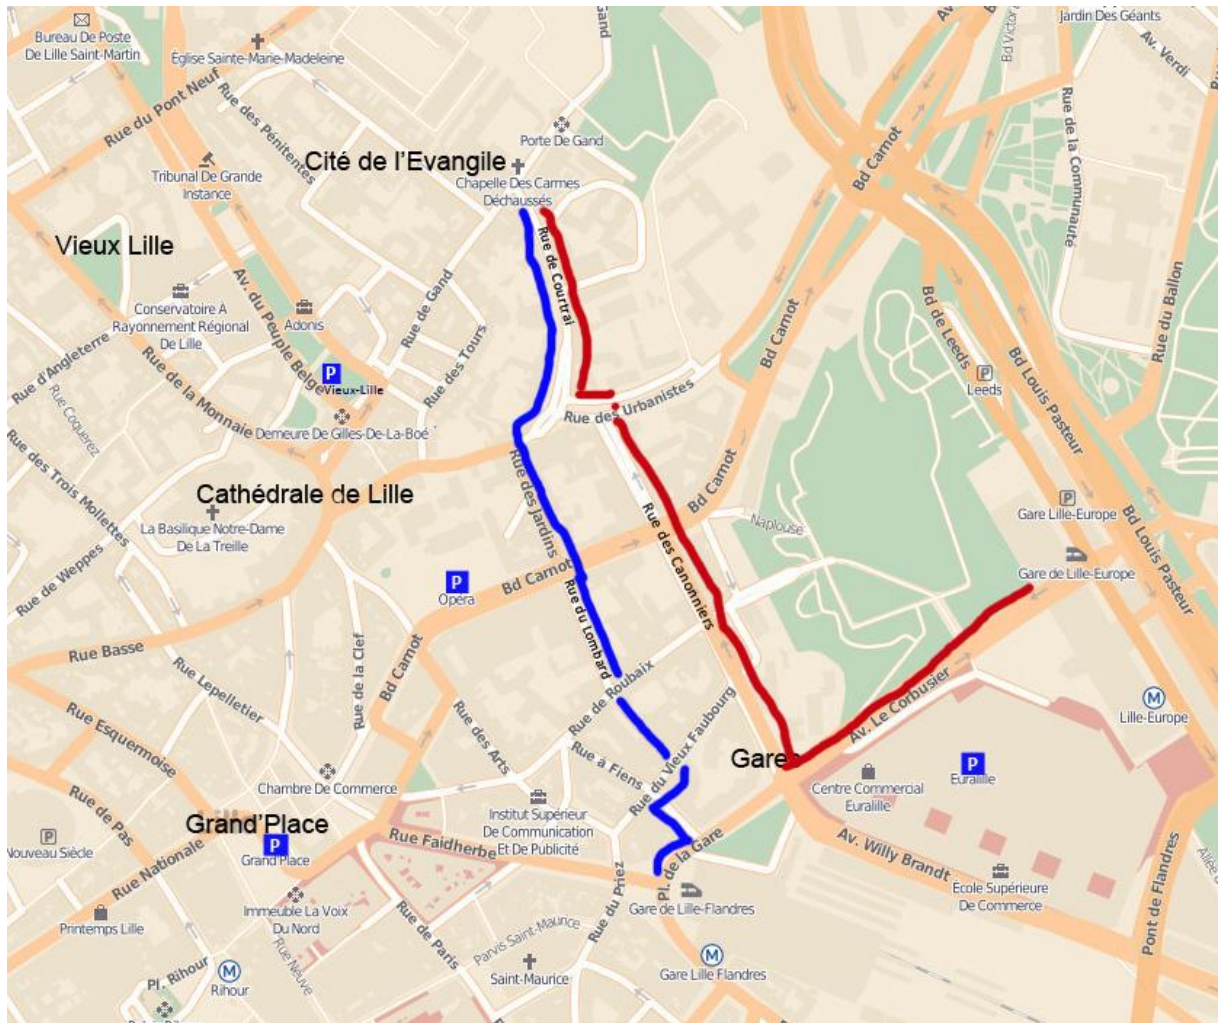 Bureau De Poste
De Lille Saint-Martin
Église Sainte-Marie-Madeleine
Gand
Av.
Bd Victor
Jardin Des Géants
Av. Verdi
Rue du Pont Neuf
Rue des Pénitentes
Porte De Gand
Rue de la Communauté
Bd Carnot
Cité de l'Evangile
Tribunal De Grande
Instance
Chapelle Des Carmes
Déchaussés
Vieux Lille
Rue de Courtrai
Rue de Gand
Av. du Peuple Belge
Conservatoire À
Rayonnement Régional
De Lille
Adonis
Rue des Tours
Bd Carnot
Bd de Leeds
Rue du Ballon
Rue d'Angleterre
Rue de la Monnaie
P
Vieux-Lille
Bd Louis Pasteur
P
Leeds
Rue Coquerez
Demeure De Gilles-De-La-Boé
Rue des Urbanistes
Rue des Trois Mollettes
Cathédrale de Lille
La Basilique Notre-Dame
De La Treille
Rue des Jardins
Bd Carnot
P
Gare Lille-Europe
Naplouse
Rue de Weppes
Bd Carnot
P
Opéra
Rue des Canonniers
Gare de Lille-Europe
Bd Louis Pasteur
Rue du Lombard
Rue Basse
Rue de la Clef
Bd Carnot
Rue Lepelletier
Rue de Roubaix
Rue Esquermoise
Rue des Arts
Rue du Vieux Faubourg
Av. Le Corbusier
M
Lille-Europe
Rue à Fiens
Gares
P
Euralille
Chambre De Commerce
Centre Commercial
Euralille
Rue de Pas
Grand'Place
P
Grand Place
Institut Supérieur
De Communication
Et De Publicité
P
Nouveau Siècle
Rue Nationale
Rue Faidherbe
Av. Willy Brandt
Pl. de la Gare
Rue du Priez
École Supérieure
De Commerce
Pont de Flandres
Allée
Printemps Lille
Immeuble La Voix
Du Nord
Gare de Lille-Flandres
Rue de Paris
Parvis Saint-Maurice
Rue Neuve
Pl. Rihour
M
Rihour
Saint-Maurice
M
Gare Lille Flandres